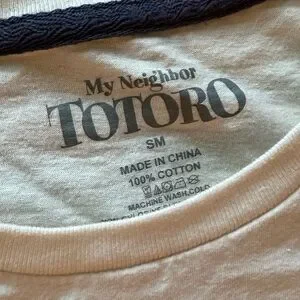 My Neighbor
TOTORO
SM
MADE IN CHINA
100% COTTON
MACHINE WASH COLD